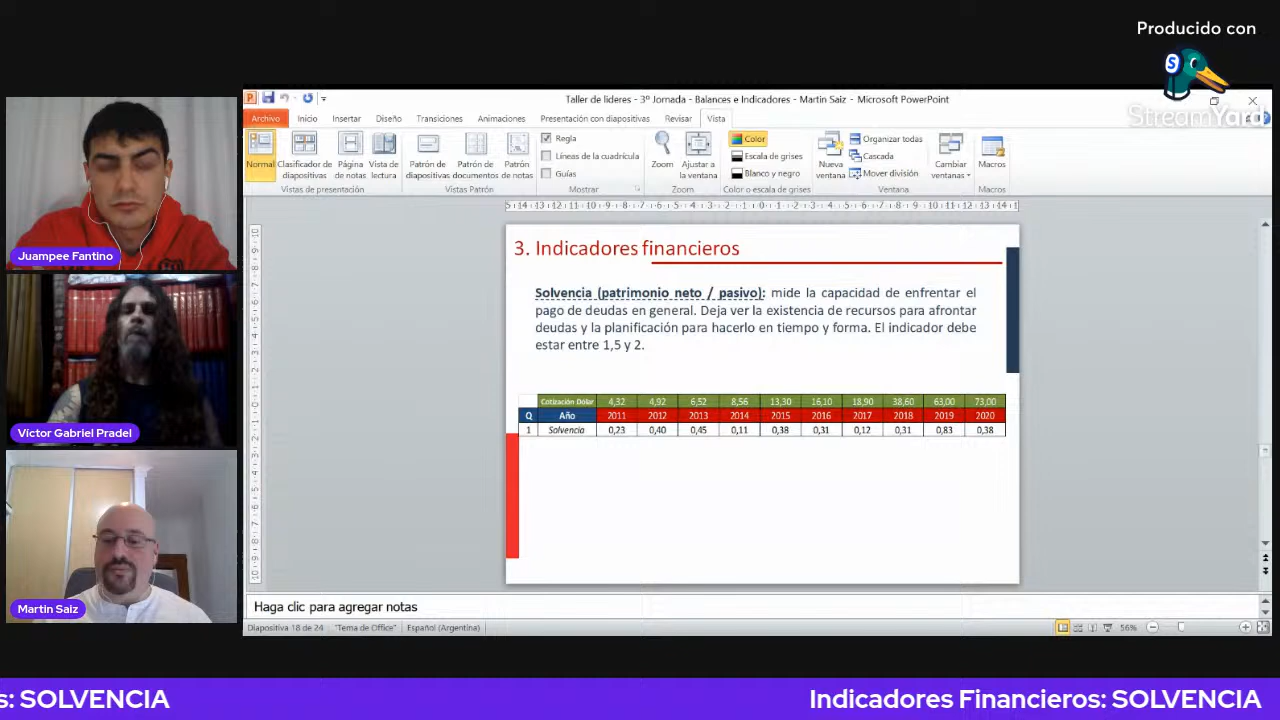 Producido con
StreamYard
Taller de lideres - 3º Jornada - Balances e Indicadores - Martin Saiz - Microsoft PowerPoint
Archivo Inicio Insertar Diseño Transiciones Animaciones Presentación con diapositivas Revisar Vista
Normal Clasificador de diapositivas Página de notas Vista de lectura Patrón de diapositivas Patrón de documentos Patrón de notas
Regla
Líneas de la cuadrícula
Guías
Zoom Ajustar a la ventana
Color
Escala de grises
Blanco y negro
Nueva ventana
Organizar todas
Cascada
Mover división
Cambiar ventanas
Macros
Vistas de presentación Vistas Patrón Mostrar Zoom Color o escala de grises Ventana Macros
Juampee Fantino
Víctor Gabriel Pradel
Martin Saiz
3. Indicadores financieros
Solvencia (patrimonio neto / pasivo): mide la capacidad de enfrentar el
pago de deudas en general. Deja ver la existencia de recursos para afrontar
deudas y la planificación para hacerlo en tiempo y forma. El indicador debe
estar entre 1,5 y 2.
Cotización Dolar 4,32 4,92 6,52 8,56 13,30 16,10 18,90 38,60 63,00 73,00
Q Año 2011 2012 2013 2014 2015 2016 2017 2018 2019 2020
1 Solvencia 0,23 0,40 0,45 0,11 0,38 0,31 0,12 0,31 0,83 0,38
Haga clic para agregar notas
Diapositiva 18 de 24 "Tema de Office" Español (Argentina) 56%
s: SOLVENCIA Indicadores Financieros: SOLVENCIA